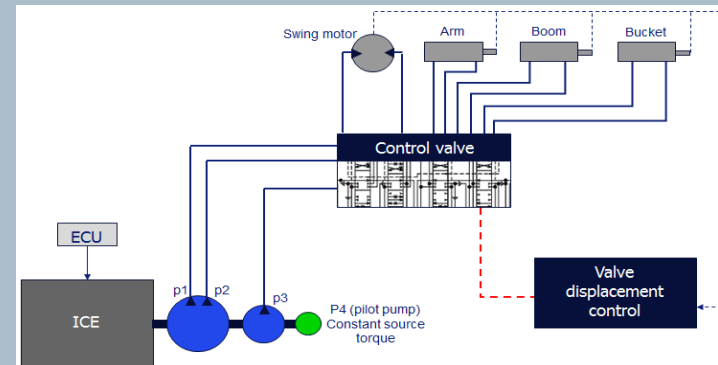 Swing motor
Arm
Boom
Bucket
Control valve
ECU
ICE
p1
p2
p3
P4 (pilot pump)
Constant source
torque
Valve
displacement
control